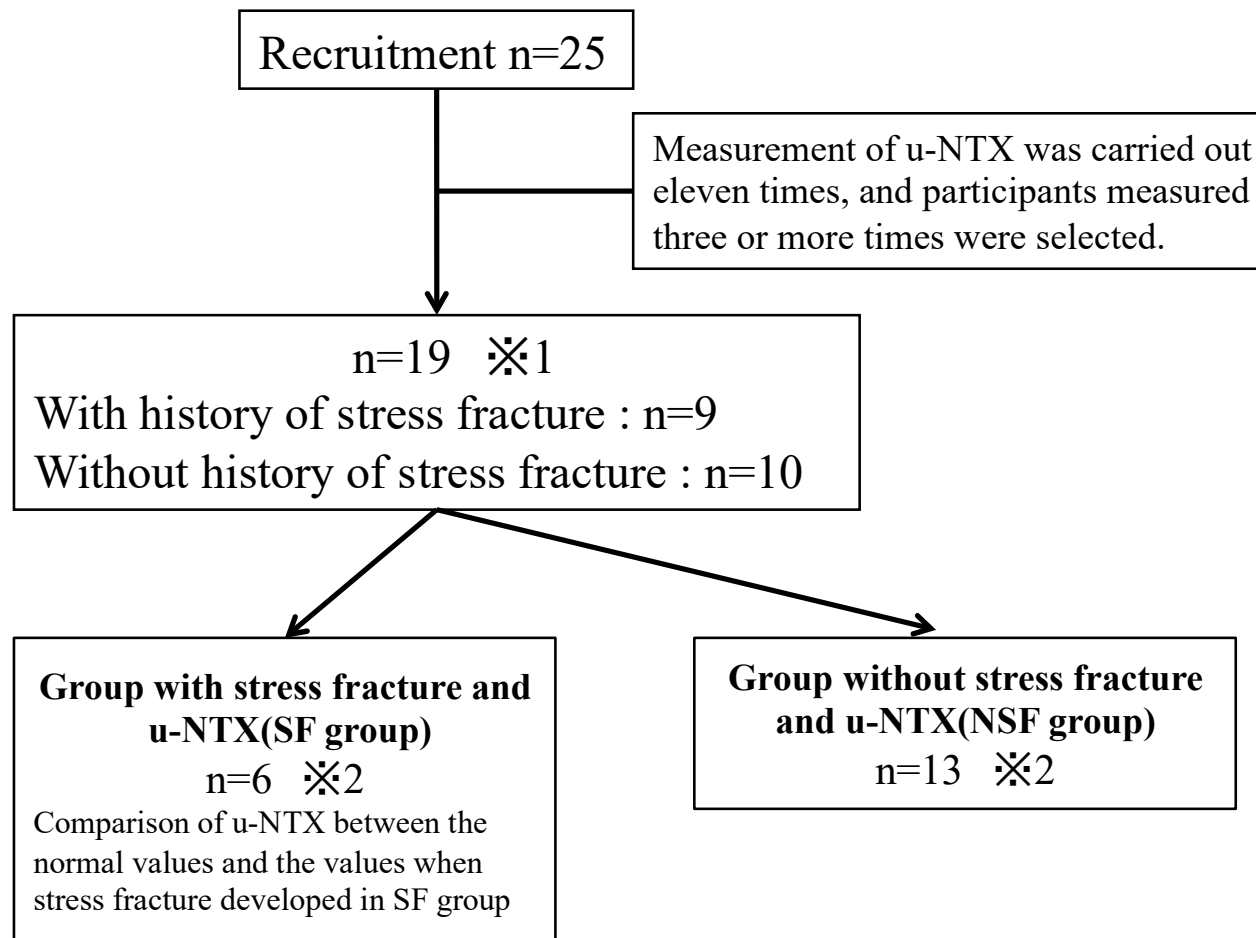 Recruitment n=25
Measurement of u-NTX was carried out
eleven times, and participants measured
three or more times were selected.
n=19 ※1
With history of stress fracture : n=9
Without history of stress fracture : n=10
Group with stress fracture and
u-NTX(SF group)
n=6 ※2
Comparison of u-NTX between the
normal values and the values when
stress fracture developed in SF group
Group without stress fracture
and u-NTX(NSF group)
n=13 ※2